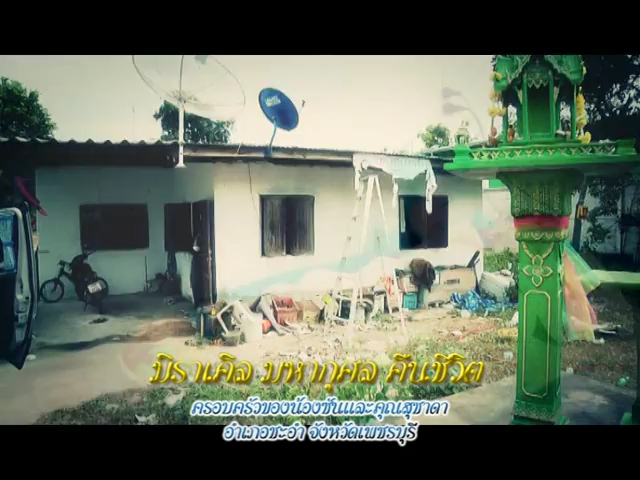 มิราเคิล มหากุศล คืนชีวิต
ครอบครัวของน้องซันและคุณสุชาดา
อำเภอชะอำ จังหวัดเพชรบุรี